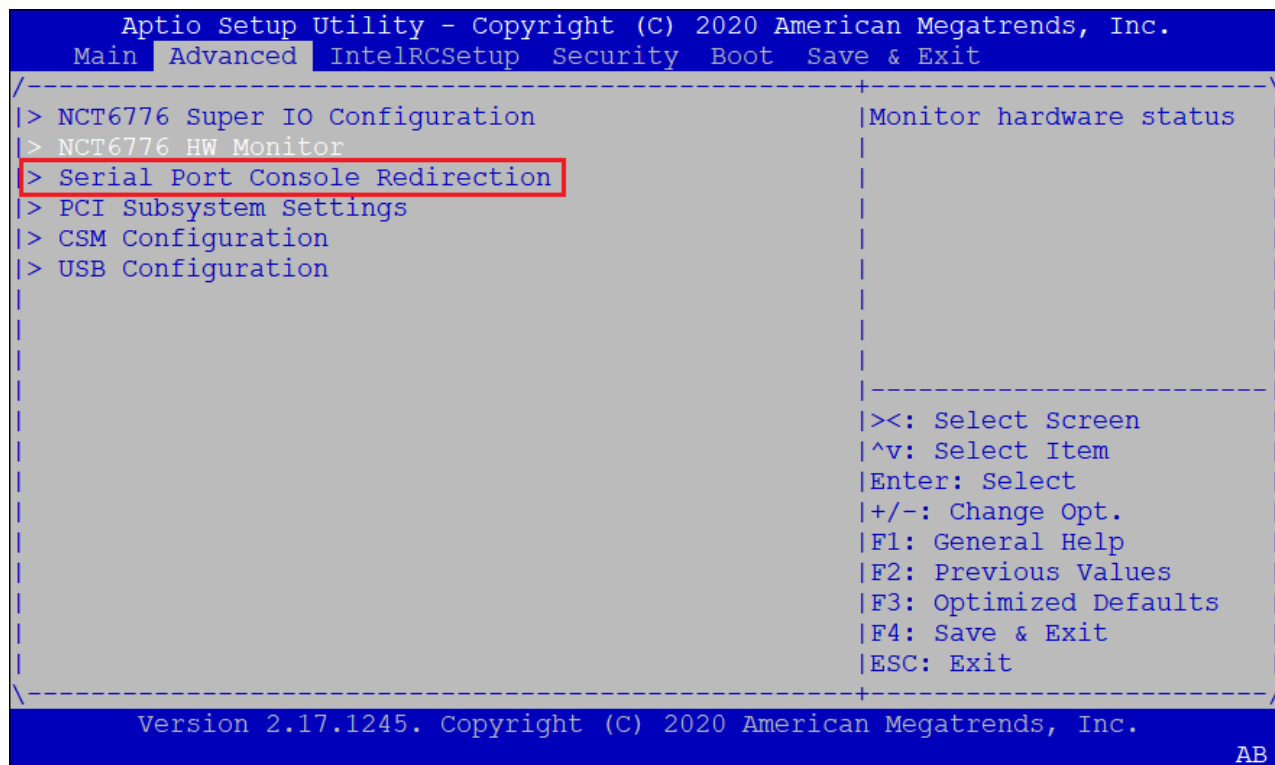 Aptio Setup Utility - Copyright (C) 2020 American Megatrends, Inc.
Main Advanced IntelRCSetup Security Boot Save & Exit
> NCT6776 Super IO Configuration
> NCT6776 HW Monitor
> Serial Port Console Redirection
> PCI Subsystem Settings
> CSM Configuration
> USB Configuration
Monitor hardware status
><: Select Screen
^v: Select Item
Enter: Select
+/-: Change Opt.
F1: General Help
F2: Previous Values
F3: Optimized Defaults
F4: Save & Exit
ESC: Exit
Version 2.17.1245. Copyright (C) 2020 American Megatrends, Inc.
AB